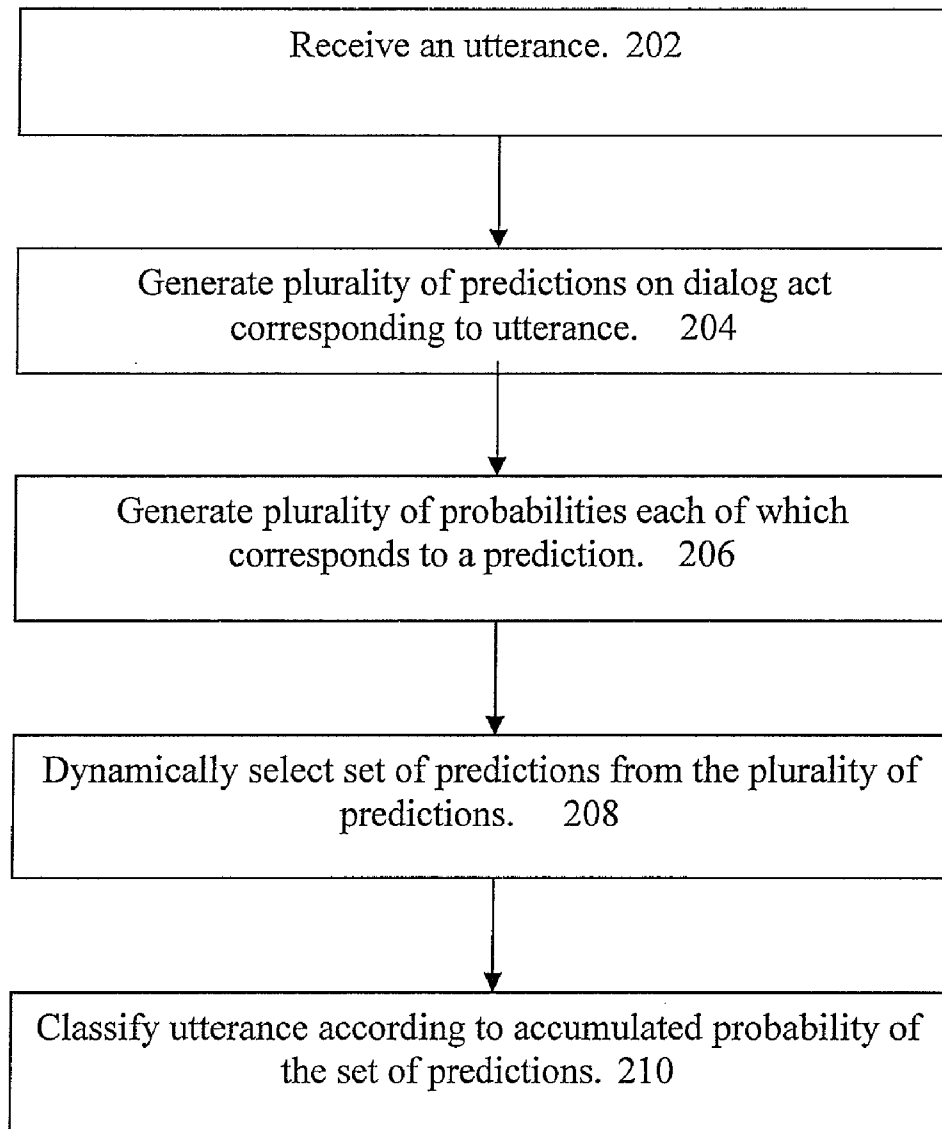 Receive an utterance. 202
Generate plurality of predictions on dialog act
corresponding to utterance. 204
Generate plurality of probabilities each of which
corresponds to a prediction. 206
Dynamically select set of predictions from the plurality of
predictions. 208
Classify utterance according to accumulated probability of
the set of predictions. 210